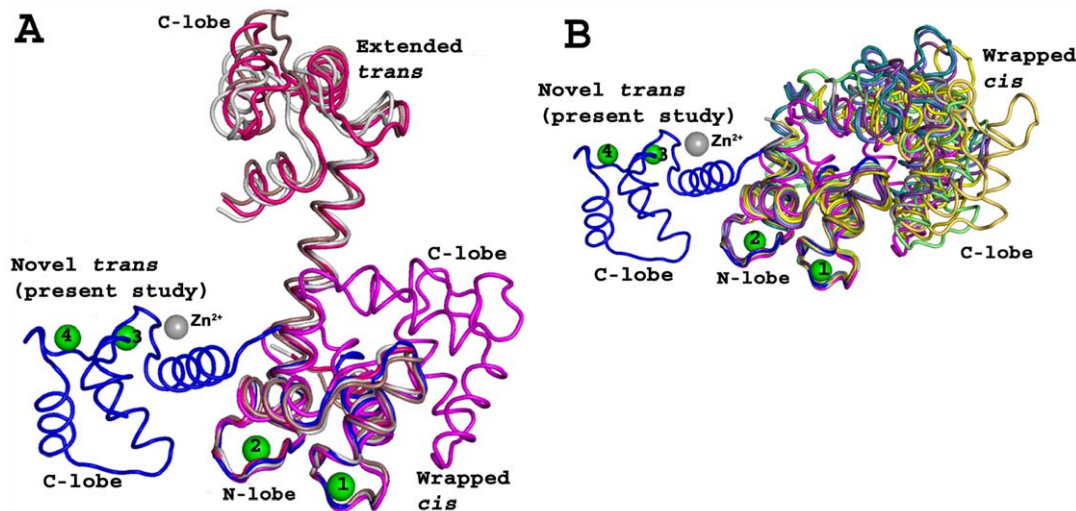 A
C-lobe
Extended
trans
Novel trans
(present study)
Zn²⁺
4
3
C-lobe
C-lobe
2
N-lobe
1
Wrapped
cis
B
Wrapped
cis
Novel trans
(present study)
Zn²⁺
4
3
C-lobe
2
N-lobe
1
C-lobe